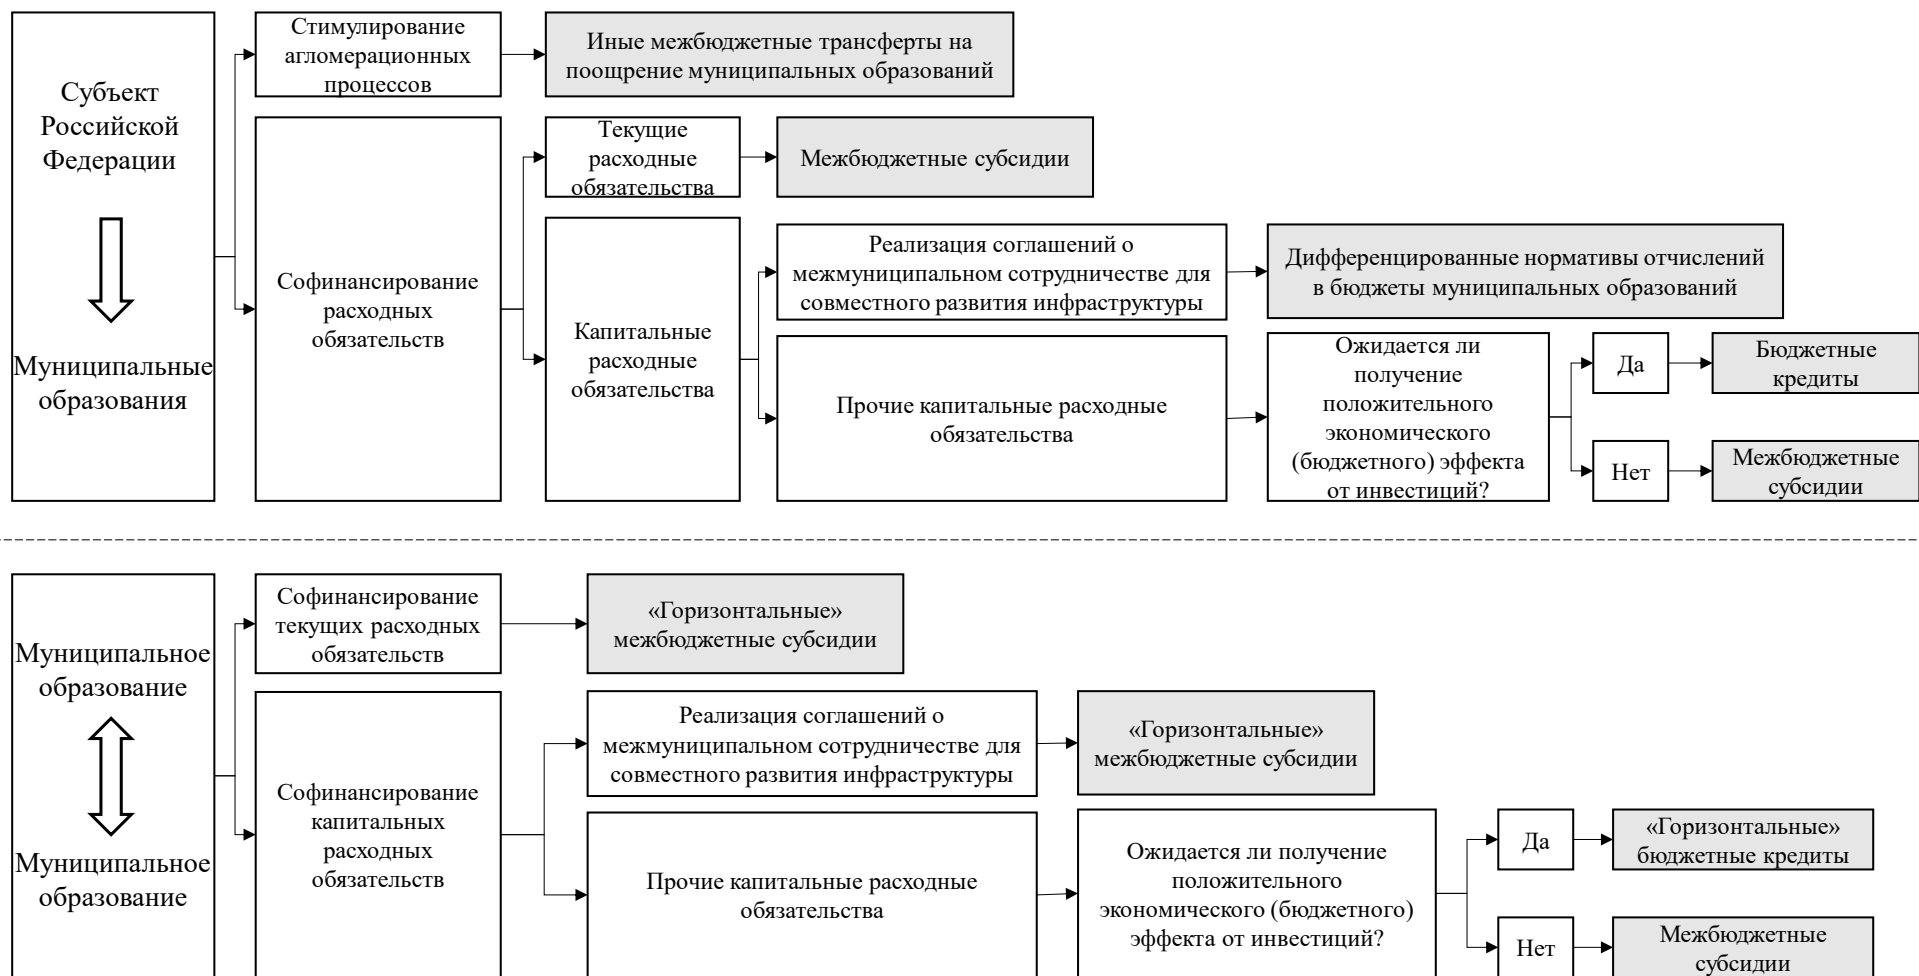 Субъект
Российской
Федерации
Муниципальные
образования
Стимулирование
агломерационных
процессов
Иные межбюджетные трансферты на
поощрение муниципальных образований
Софинансирование
расходных
обязательств
Текущие
расходные
обязательства
Межбюджетные субсидии
Капитальные
расходные
обязательства
Реализация соглашений о
межмуниципальном сотрудничестве для
совместного развития инфраструктуры
Дифференцированные нормативы отчислений
в бюджеты муниципальных образований
Прочие капитальные расходные
обязательства
Ожидается ли
получение
положительного
экономического
(бюджетного) эффекта
от инвестиций?
Да
Бюджетные
кредиты
Нет
Межбюджетные
субсидии
Муниципальное
образование
Муниципальное
образование
Софинансирование
текущих расходных
обязательств
«Горизонтальные»
межбюджетные субсидии
Софинансирование
капитальных
расходных
обязательств
Реализация соглашений о
межмуниципальном сотрудничестве для
совместного развития инфраструктуры
«Горизонтальные»
межбюджетные субсидии
Прочие капитальные расходные
обязательства
Ожидается ли получение
положительного
экономического (бюджетного)
эффекта от инвестиций?
Да
«Горизонтальные»
бюджетные кредиты
Нет
Межбюджетные
субсидии